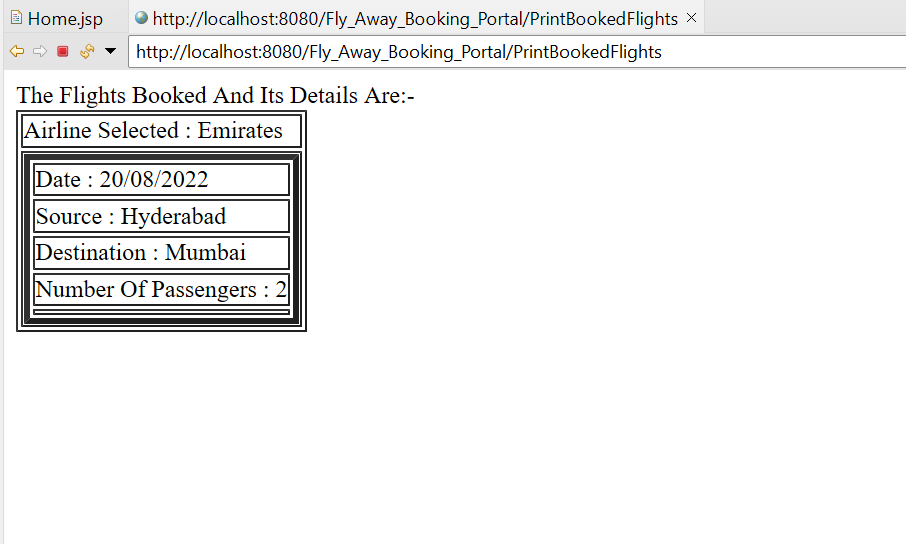 Home.jsp
http://localhost:8080/Fly_Away_Booking_Portal/PrintBookedFlights
http://localhost:8080/Fly_Away_Booking_Portal/PrintBookedFlights
The Flights Booked And Its Details Are:-
Airline Selected : Emirates
Date : 20/08/2022
Source : Hyderabad
Destination : Mumbai
Number Of Passengers : 2